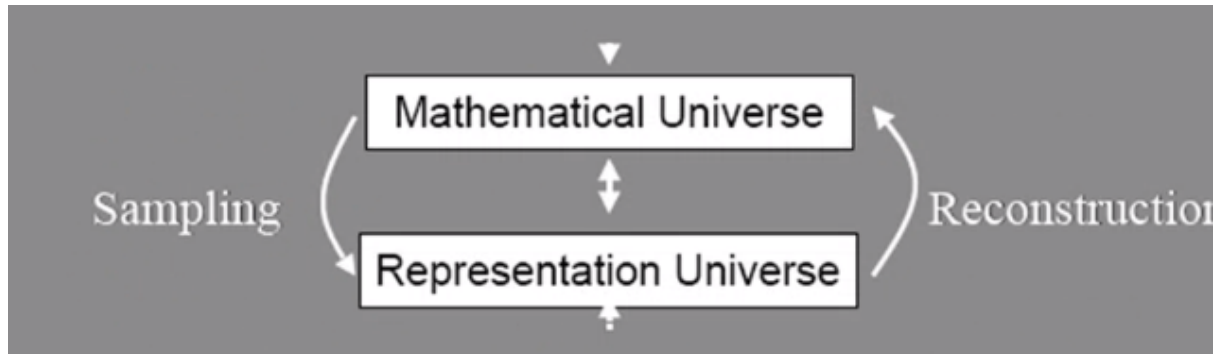 Mathematical Universe
Sampling
Reconstruction
Representation Universe